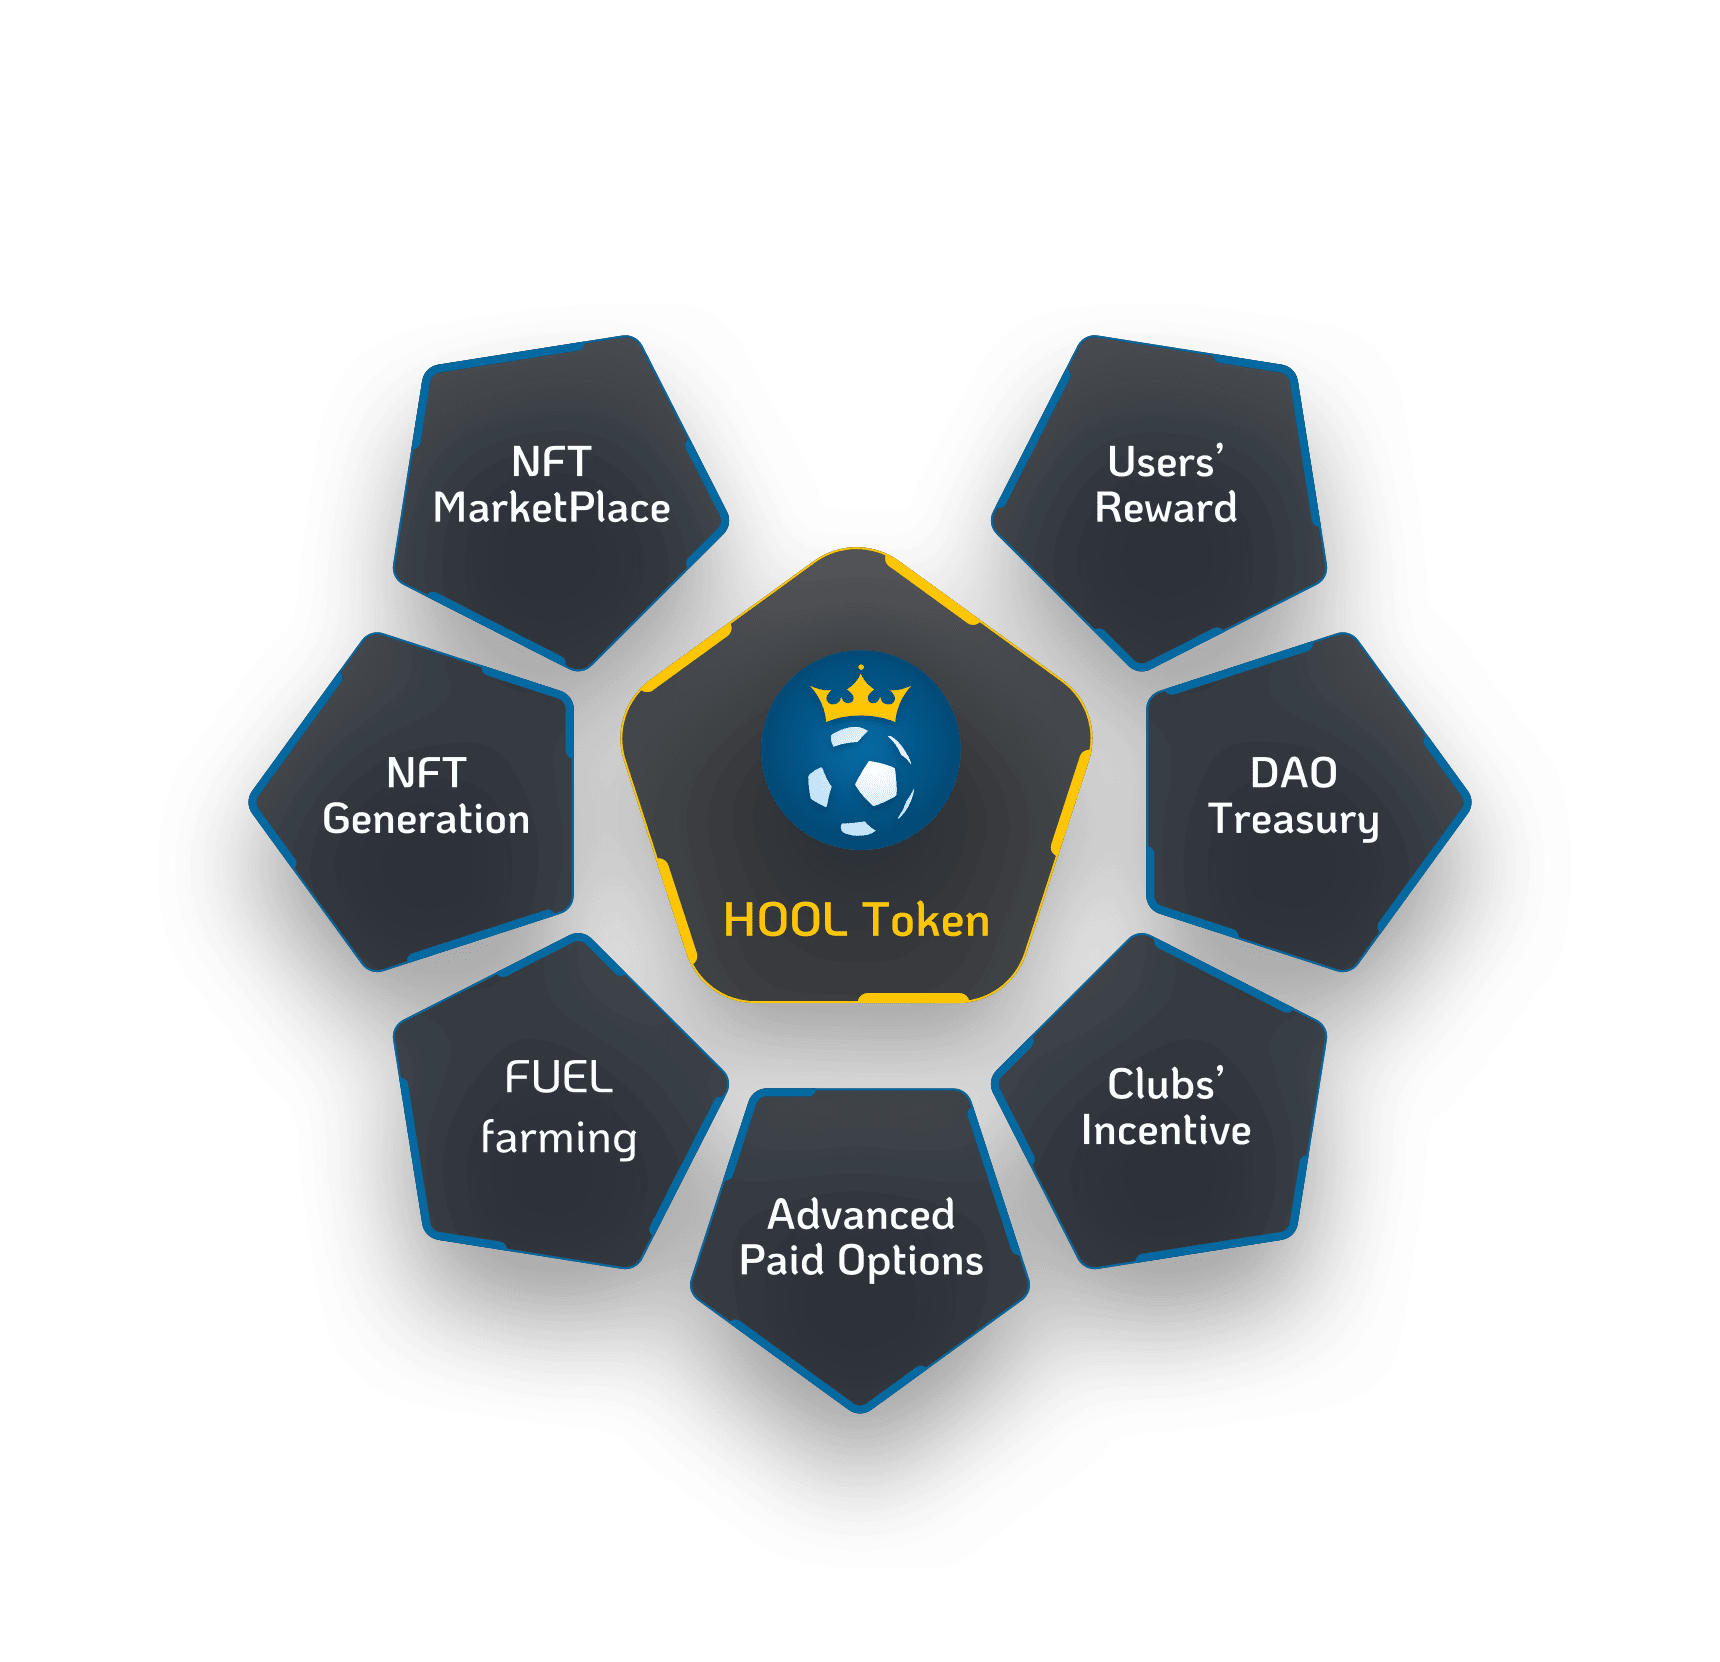 NFT
MarketPlace
Users’
Reward
NFT
Generation
HOOL Token
DAO
Treasury
FUEL
farming
Clubs’
Incentive
Advanced
Paid Options